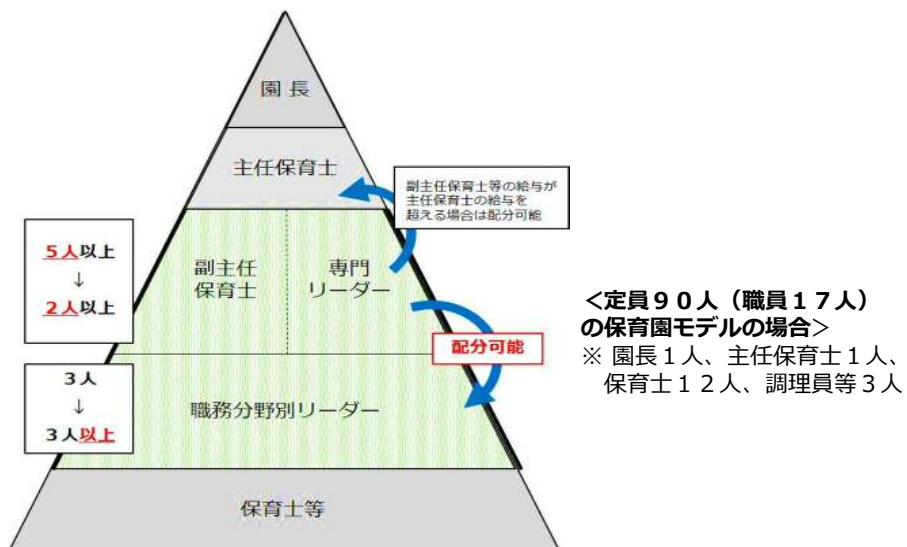 園 長
主任保育士
副主任保育士等の給与が
主任保育士の給与を
超える場合は配分可能
5人以上
↓
2人以上
副主任
保育士
専門
リーダー
配分可能
3人
↓
3人以上
職務分野別リーダー
保育士等
<定員９０人（職員１７人）
の保育園モデルの場合>
※ 園長１人、主任保育士１人、
保育士１２人、調理員等３人